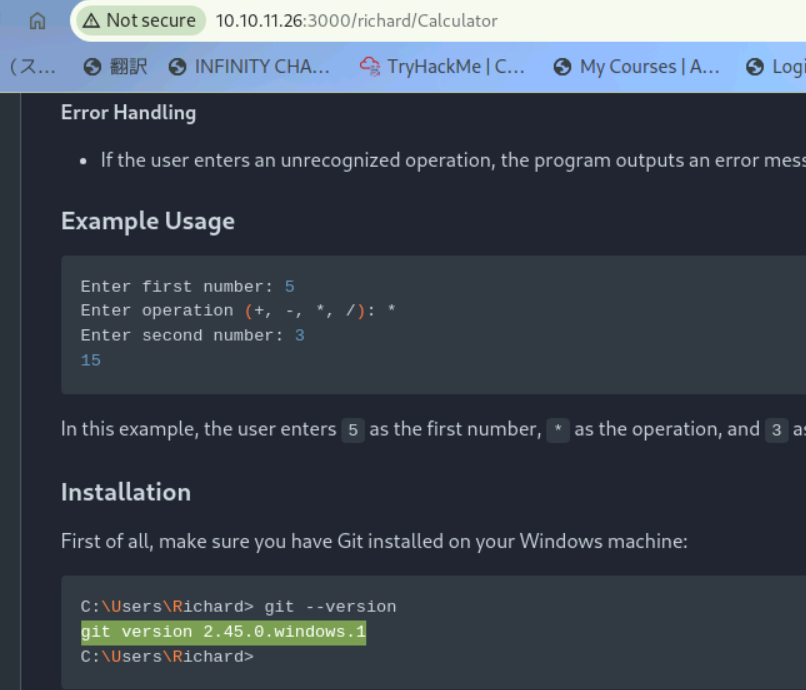 Not secure 10.10.11.26:3000/richard/Calculator
(ス... 翻訳 INFINITY CHA... TryHackMe | C... My Courses | A... Logi
Error Handling
• If the user enters an unrecognized operation, the program outputs an error mess
Example Usage
Enter first number: 5
Enter operation (+, -, *, /): *
Enter second number: 3
15
In this example, the user enters 5 as the first number, * as the operation, and 3 as
Installation
First of all, make sure you have Git installed on your Windows machine:
C:\Users\Richard> git --version
git version 2.45.0.windows.1
C:\Users\Richard>